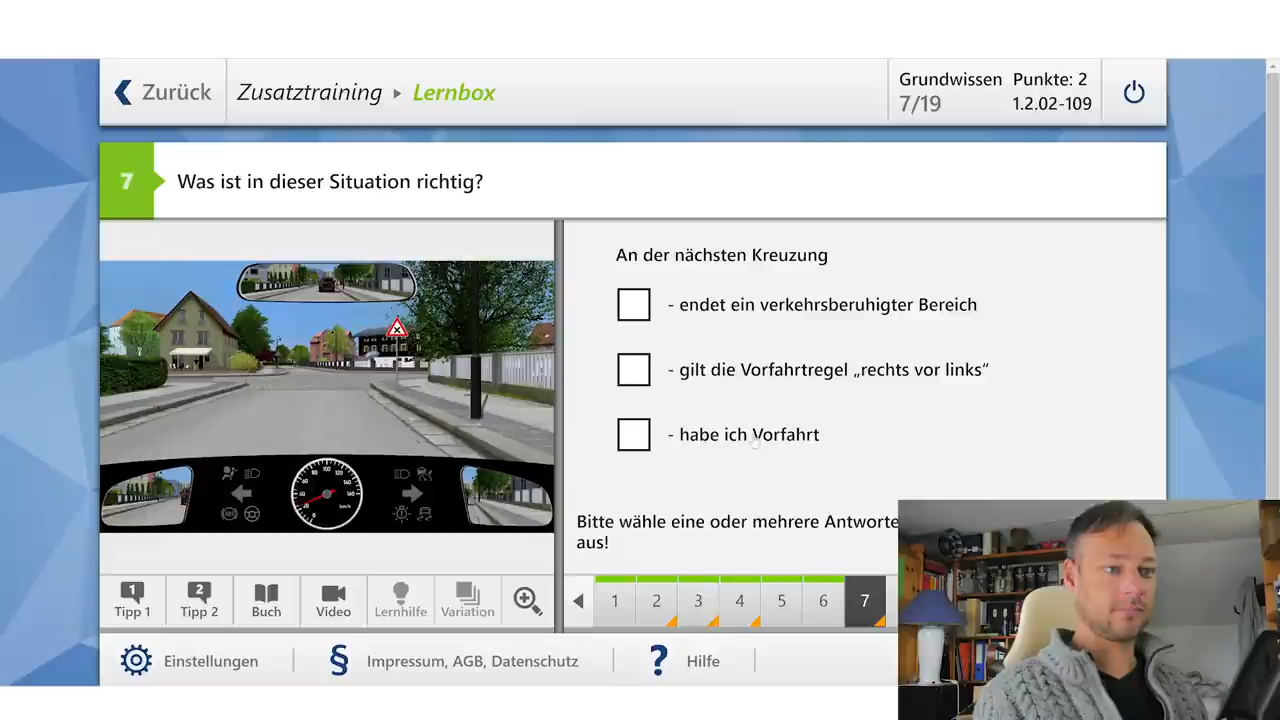 Zurück
Zusatztraining ▸ Lernbox
Grundwissen Punkte: 2
7/19 1.2.02-109
7 Was ist in dieser Situation richtig?
An der nächsten Kreuzung
- endet ein verkehrsberuhigter Bereich
- gilt die Vorfahrtregel „rechts vor links“
- habe ich Vorfahrt
Bitte wähle eine oder mehrere Antworte
aus!
1 Tipp 1
2 Tipp 2
Buch
Video
Lernhilfe
Variation
1 2 3 4 5 6 7
Einstellungen
§ Impressum, AGB, Datenschutz
? Hilfe